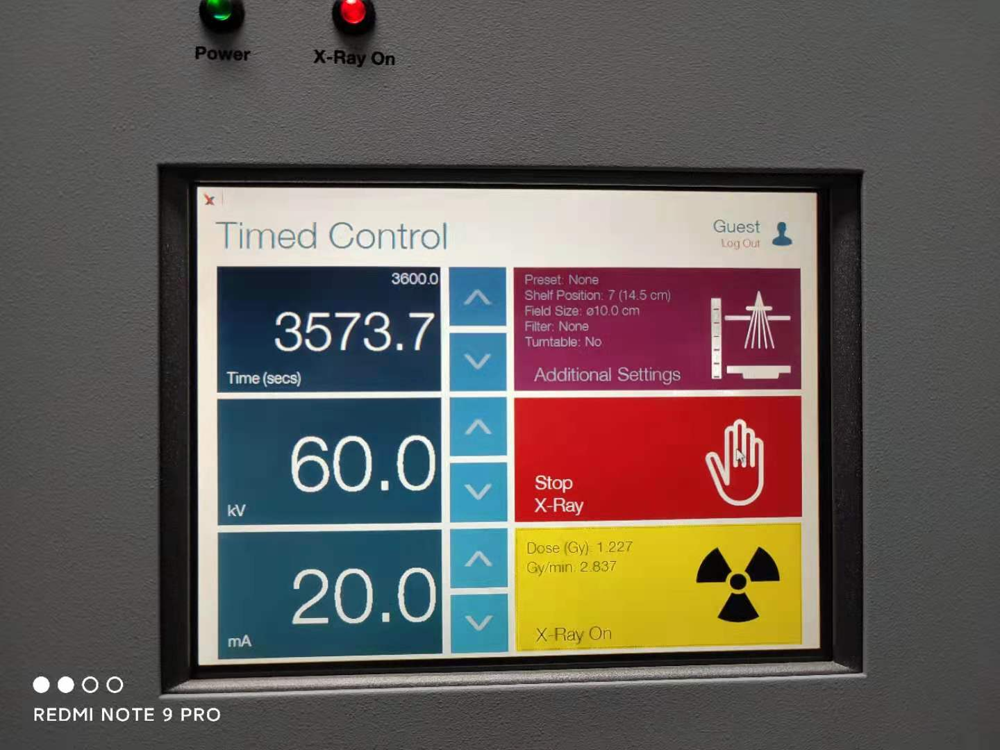 Power
X-Ray On
Timed Control
Guest
Log Out
3600.0
3573.7
Time (secs)
Preset: None
Shelf Position: 7 (14.5 cm)
Field Size: ø10.0 cm
Filter: None
Turntable: No
Additional Settings
60.0
kV
Stop
X-Ray
20.0
mA
Dose (Gy): 1.227
Gy/min: 2.837
X-Ray On
REDMI NOTE 9 PRO